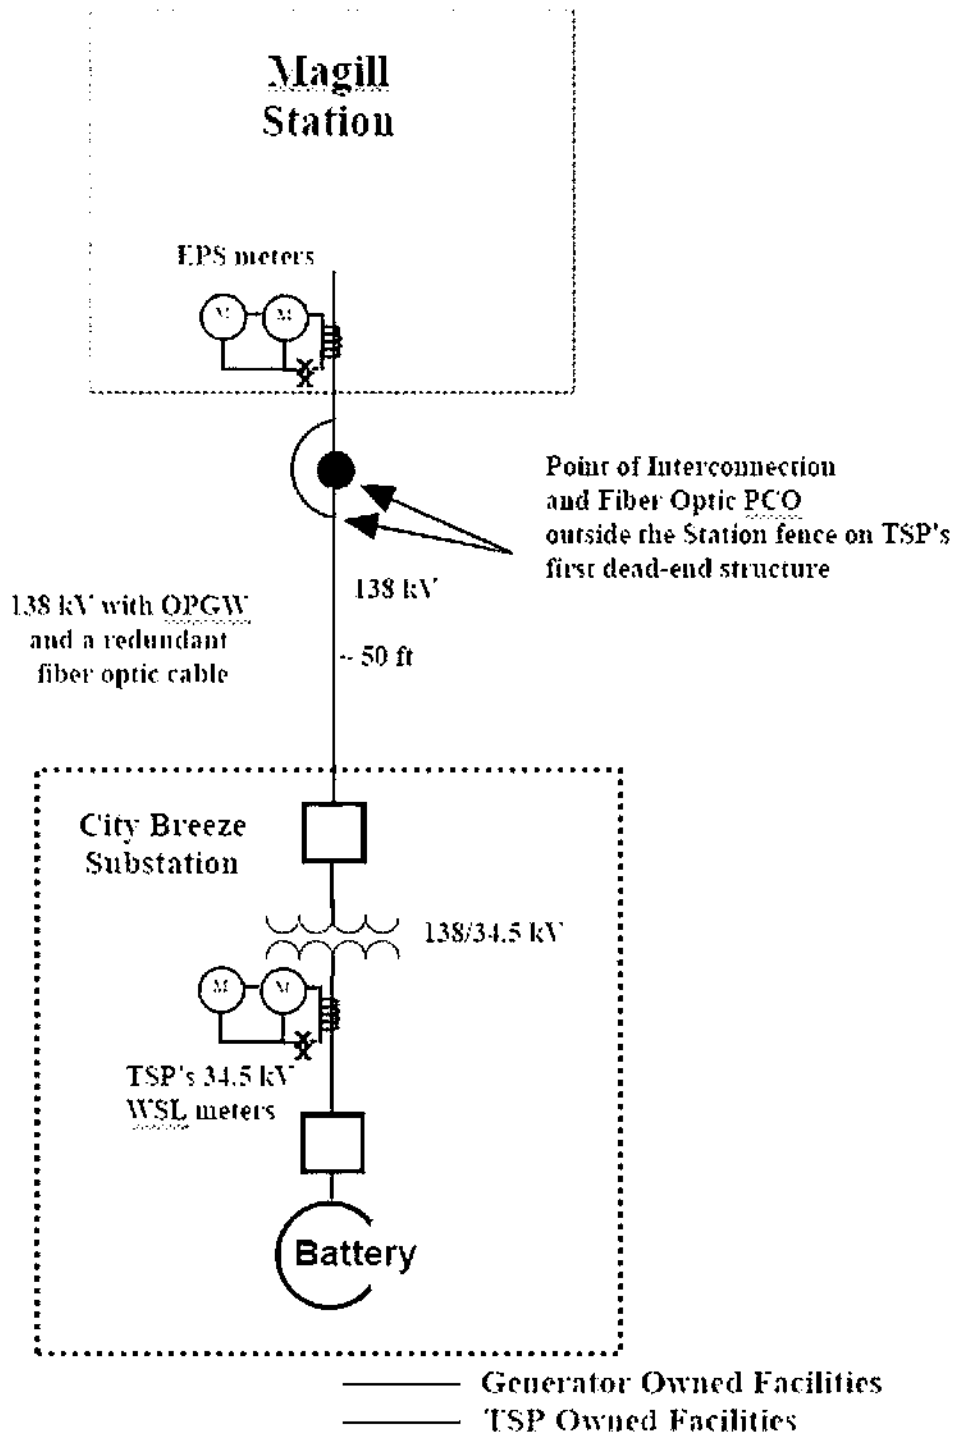 Magill
Station
EPS meters
M
M
Point of Interconnection
and Fiber Optic PCO
outside the Station fence on TSP's
first dead-end structure
138 kV
138 kV with OPGW
and a redundant
fiber optic cable
~ 50 ft
City Breeze
Substation
138/34.5 kV
M
M
TSP's 34.5 kV
WSL meters
Battery
Generator Owned Facilities
TSP Owned Facilities